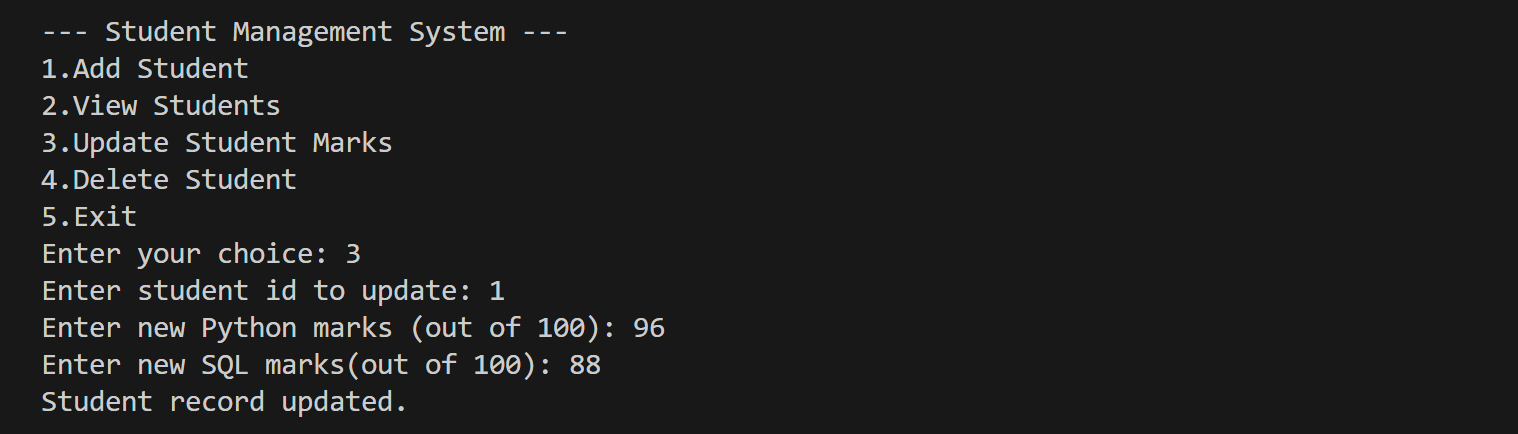 --- Student Management System ---
1.Add Student
2.View Students
3.Update Student Marks
4.Delete Student
5.Exit
Enter your choice: 3
Enter student id to update: 1
Enter new Python marks (out of 100): 96
Enter new SQL marks(out of 100): 88
Student record updated.